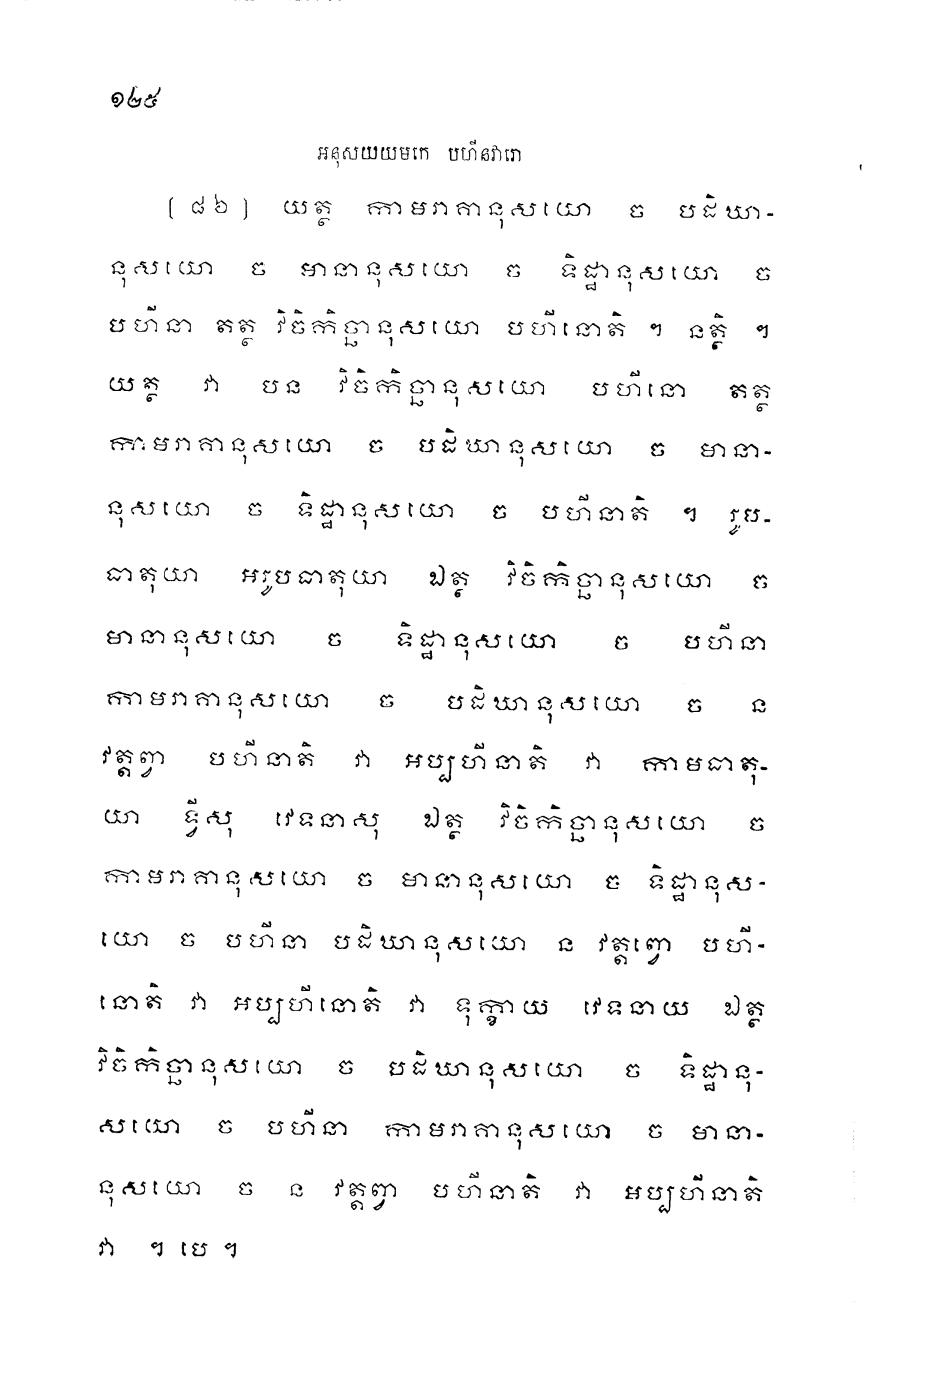 ១២៥
អនុសយយមកេ បហីនវារោ
(៨៦) យត្ថ កាមរាគានុសយោ ច បដិឃា-
នុសយោ ច មានានុសយោ ច ទិដ្ឋានុសយោ ច
បហីនា តត្ថ វិចិកិច្ឆានុសយោ បហីនោតិ ។ នត្ថិ ។
យត្ថ វា បន វិចិកិច្ឆានុសយោ បហីនោ តត្ថ
កាមរាគានុសយោ ច បដិឃានុសយោ ច មានា-
នុសយោ ច ទិដ្ឋានុសយោ ច បហីនាតិ ។ រូប-
ធាតុយា អរូបធាតុយា ឯត្ថ វិចិកិច្ឆានុសយោ ច
មានានុសយោ ច ទិដ្ឋានុសយោ ច បហីនា
កាមរាគានុសយោ ច បដិឃានុសយោ ច ន
វត្តព្វា បហីនាតិ វា អប្បហីនាតិ វា កាមធាតុ-
យា ទ្វីសុ វេទនាសុ ឯត្ថ វិចិកិច្ឆានុសយោ ច
កាមរាគានុសយោ ច មានានុសយោ ច ទិដ្ឋានុស-
យោ ច បហីនា បដិឃានុសយោ ន វត្តព្វោ បហី-
នោតិ វា អប្បហីនោតិ វា ទុក្ខាយ វេទនាយ ឯត្ថ
វិចិកិច្ឆានុសយោ ច បដិឃានុសយោ ច ទិដ្ឋានុ-
សយោ ច បហីនា កាមរាគានុសយោ ច មានា-
នុសយោ ច ន វត្តព្វា បហីនាតិ វា អប្បហីនាតិ
វា ។ បេ ។